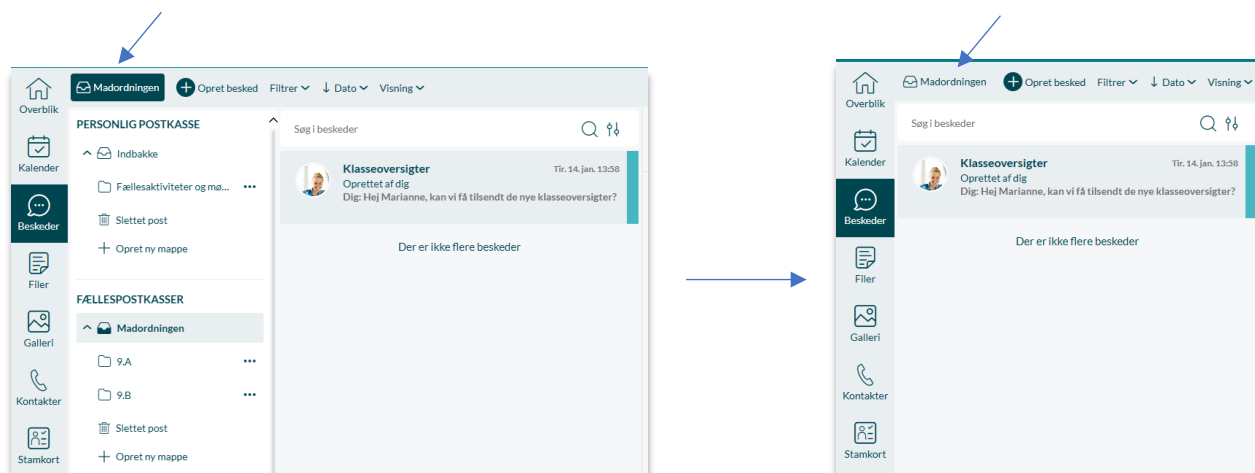 Madordningen Opret besked Filtrer Dato Visning
Overblik
Kalender
Beskeder
Filer
Galleri
Kontakter
Stamkort
PERSONLIG POSTKASSE
Indbakke
Fællesaktiviteter og mø...
Slettet post
Opret ny mappe
FÆLLESPOSTKASSER
Madordningen
9.A
9.B
Slettet post
Opret ny mappe
Søg i beskeder
Klasseoversigter Tir. 14. jan. 13:58
Oprettet af dig
Dig: Hej Marianne, kan vi få tilsendt de nye klasseoversigter?
Der er ikke flere beskeder
Madordningen Opret besked Filtrer Dato Visning
Overblik
Kalender
Beskeder
Filer
Galleri
Kontakter
Stamkort
Søg i beskeder
Klasseoversigter Tir. 14. jan. 13:58
Oprettet af dig
Dig: Hej Marianne, kan vi få tilsendt de nye klasseoversigter?
Der er ikke flere beskeder